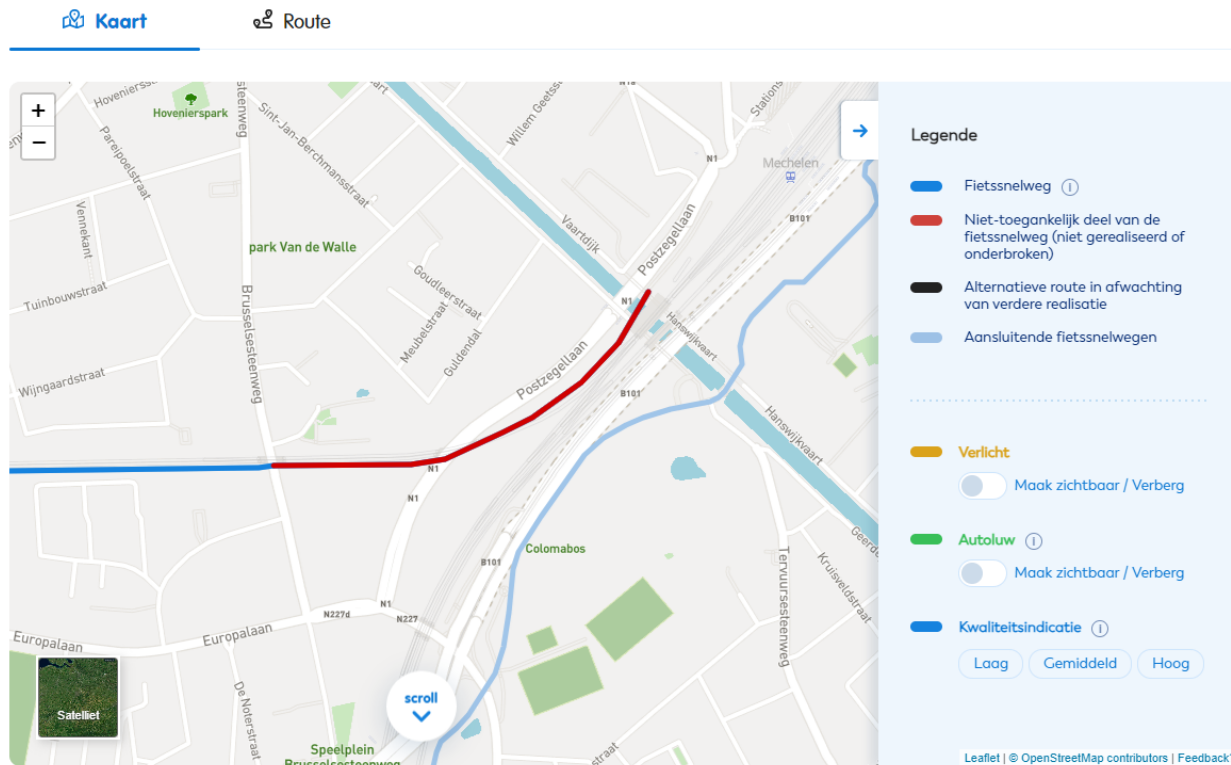 Kaart
Route
+
−
Hovenierspark
Pareipoelstraat
Sint-Jan-Berchmansstraat
Vennekant
park Van de Walle
Tuinbouwstraat
Wijngaardstraat
Brusselsesteenweg
Goudleerstraat
Meubelstraat
Guldendal
Vaartdijk
Postzegellaan
N1
Mechelen
B101
N1
Hanswijkvaart
Postzegellaan
B101
Hanswijkvaart
N1
N1
Colomabos
B101
Tervuursesteenweg
Kruisveldstraat
N1
N227d
N227
Europalaan
Europalaan
De Noterstraat
Satelliet
scroll
Speelplein
Brusselsesteenweg
Legende
Fietssnelweg
Niet-toegankelijk deel van de
fietssnelweg (niet gerealiseerd of
onderbroken)
Alternatieve route in afwachting
van verdere realisatie
Aansluitende fietssnelwegen
Verlicht
Maak zichtbaar / Verberg
Autoluw
Maak zichtbaar / Verberg
Kwaliteitsindicatie
Laag Gemiddeld Hoog
Leaflet | © OpenStreetMap contributors | Feedback